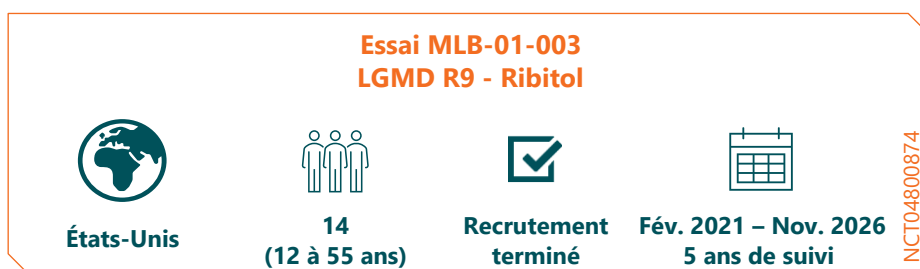 Essai MLB-01-003
LGMD R9 - Ribitol
États-Unis
14
(12 à 55 ans)
Recrutement
terminé
Fév. 2021 – Nov. 2026
5 ans de suivi
NCT04800874